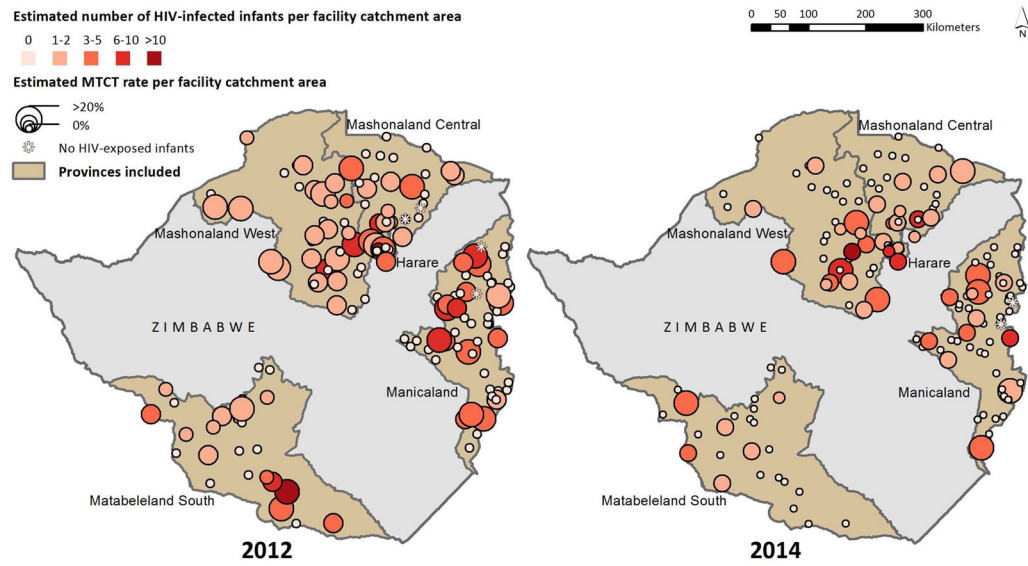 Estimated number of HIV-infected infants per facility catchment area
0 1-2 3-5 6-10 >10
Estimated MTCT rate per facility catchment area
>20%
0%
No HIV-exposed infants
Provinces included
0 50 100 200 300
Kilometers
N
Mashonaland Central
Mashonaland West
Harare
ZIMBABWE
Manicaland
Matabeleland South
2012
Mashonaland Central
Mashonaland West
Harare
ZIMBABWE
Manicaland
Matabeleland South
2014